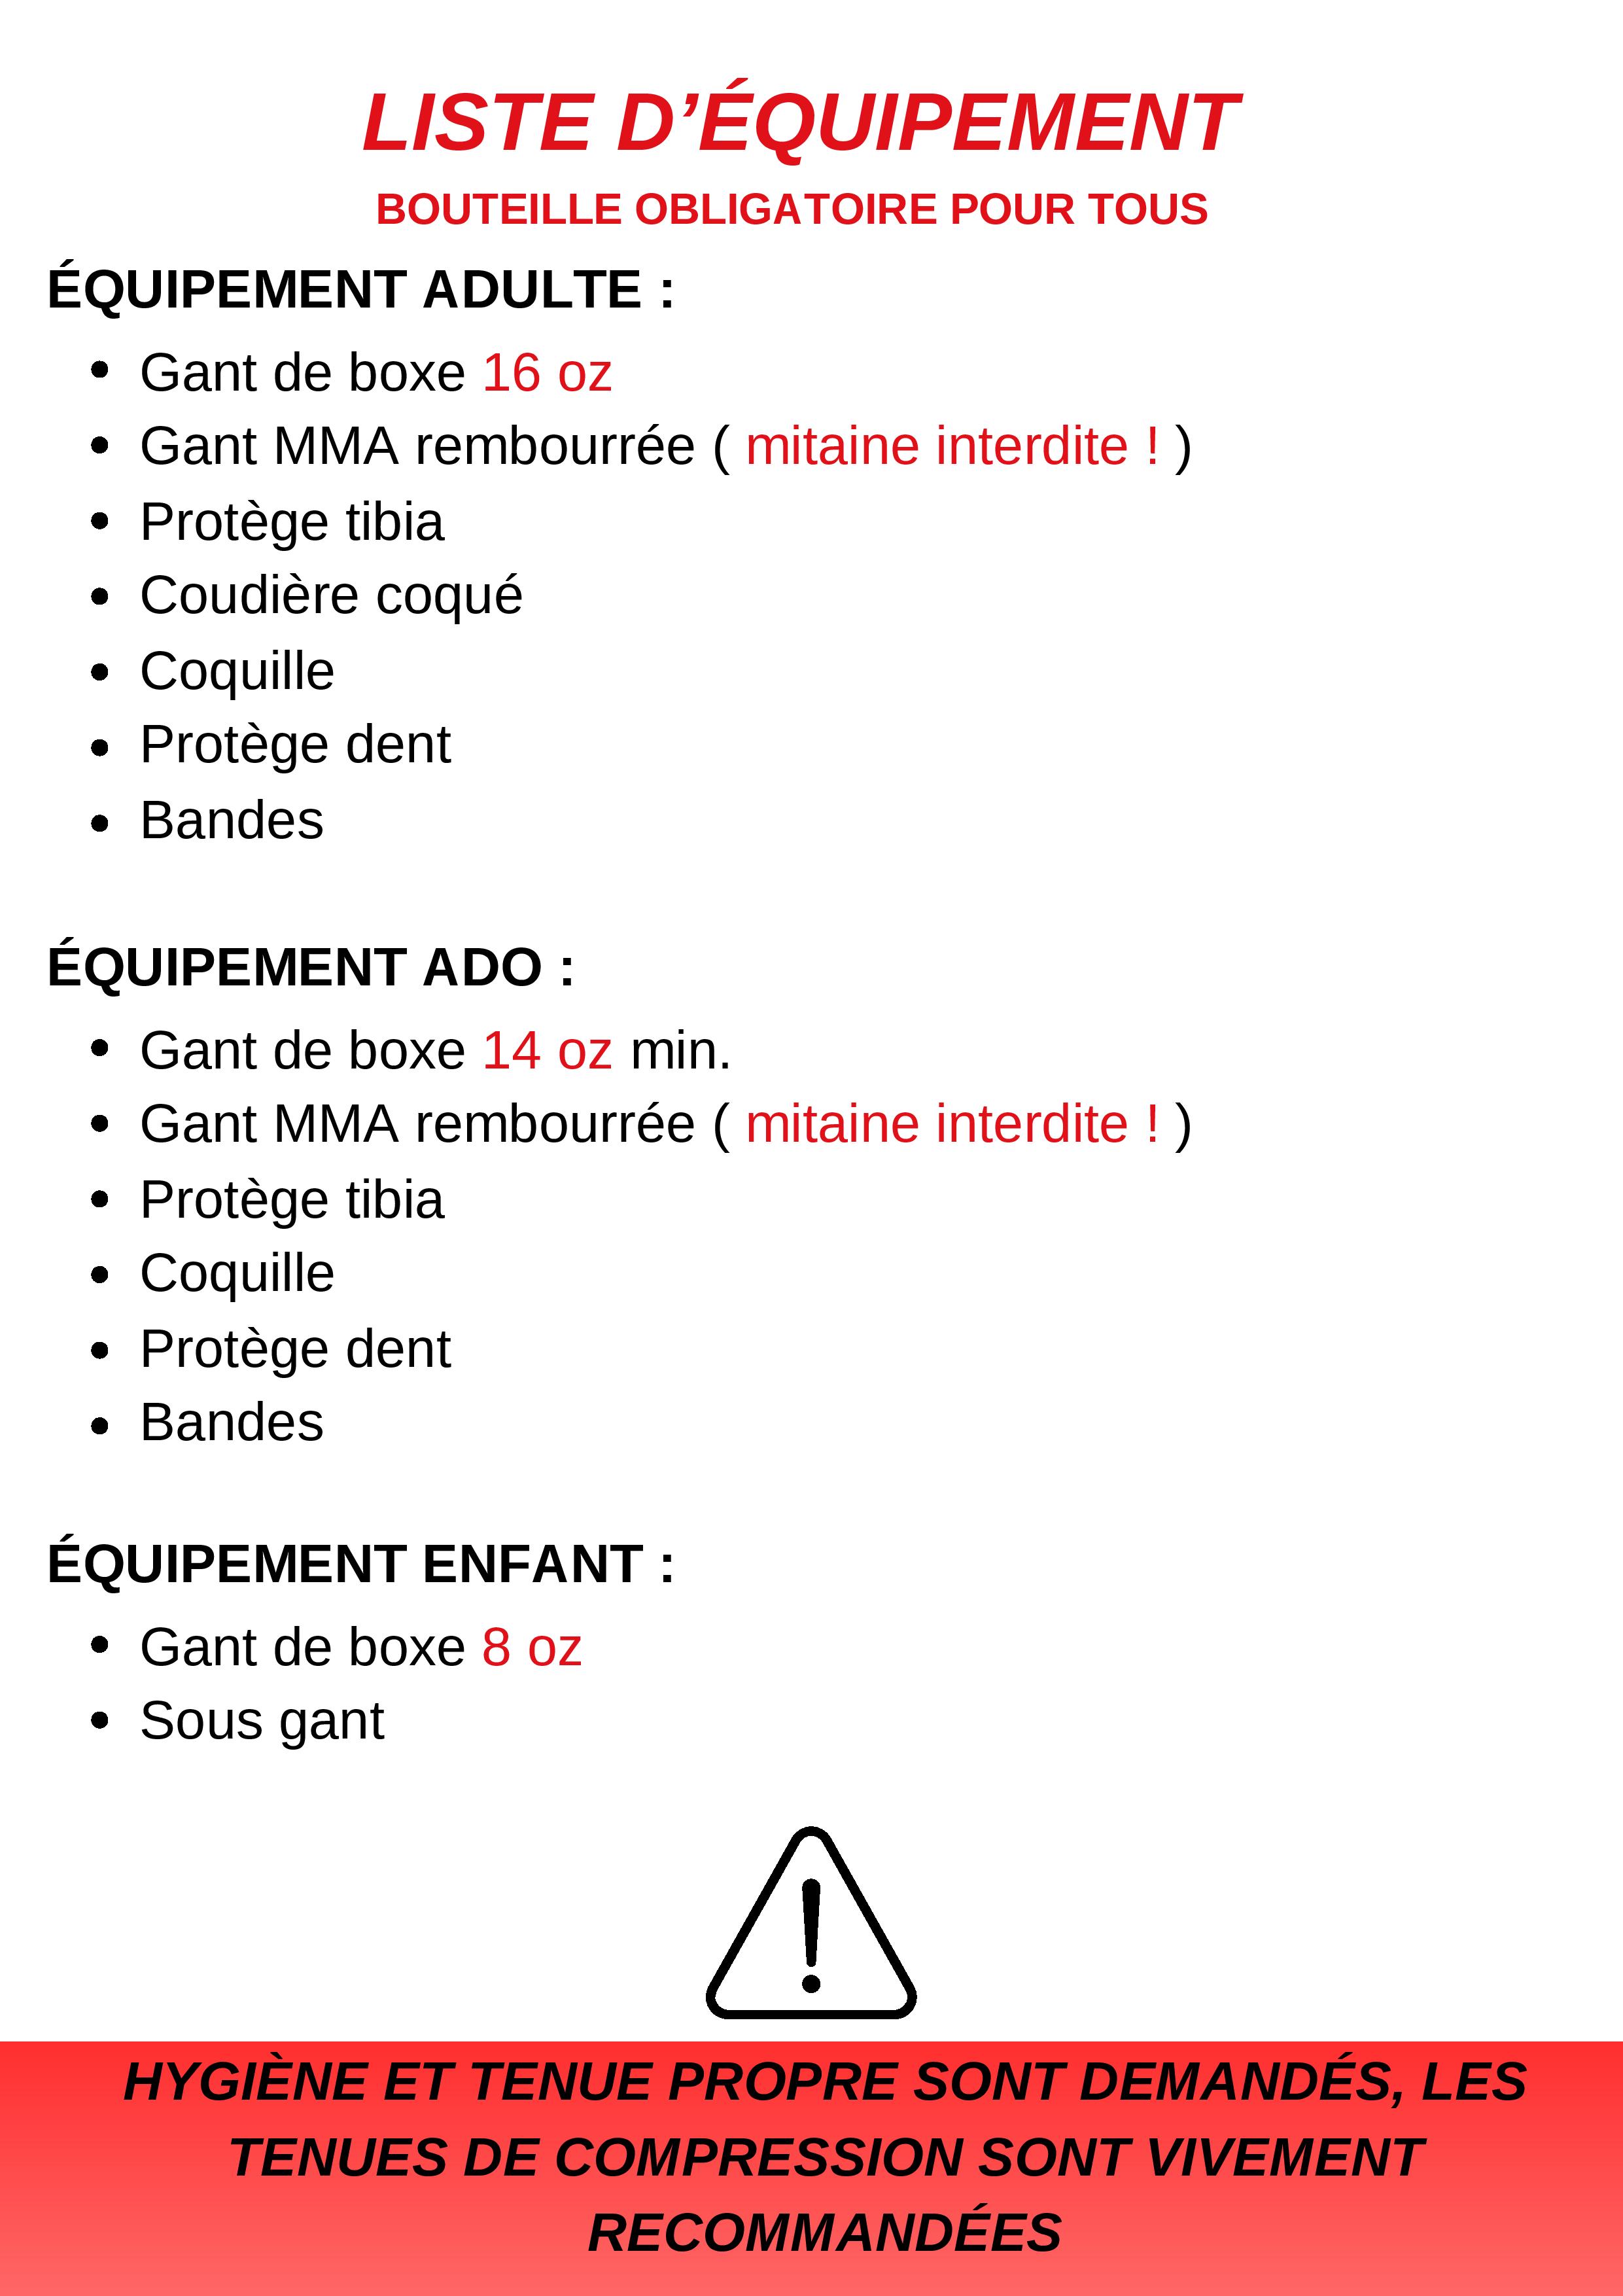 LISTE D’ÉQUIPEMENT
BOUTEILLE OBLIGATOIRE POUR TOUS
ÉQUIPEMENT ADULTE :
• Gant de boxe 16 oz
• Gant MMA rembourrée ( mitaine interdite ! )
• Protège tibia
• Coudière coqué
• Coquille
• Protège dent
• Bandes
ÉQUIPEMENT ADO :
• Gant de boxe 14 oz min.
• Gant MMA rembourrée ( mitaine interdite ! )
• Protège tibia
• Coquille
• Protège dent
• Bandes
ÉQUIPEMENT ENFANT :
• Gant de boxe 8 oz
• Sous gant
HYGIÈNE ET TENUE PROPRE SONT DEMANDÉS, LES
TENUES DE COMPRESSION SONT VIVEMENT
RECOMMANDÉES